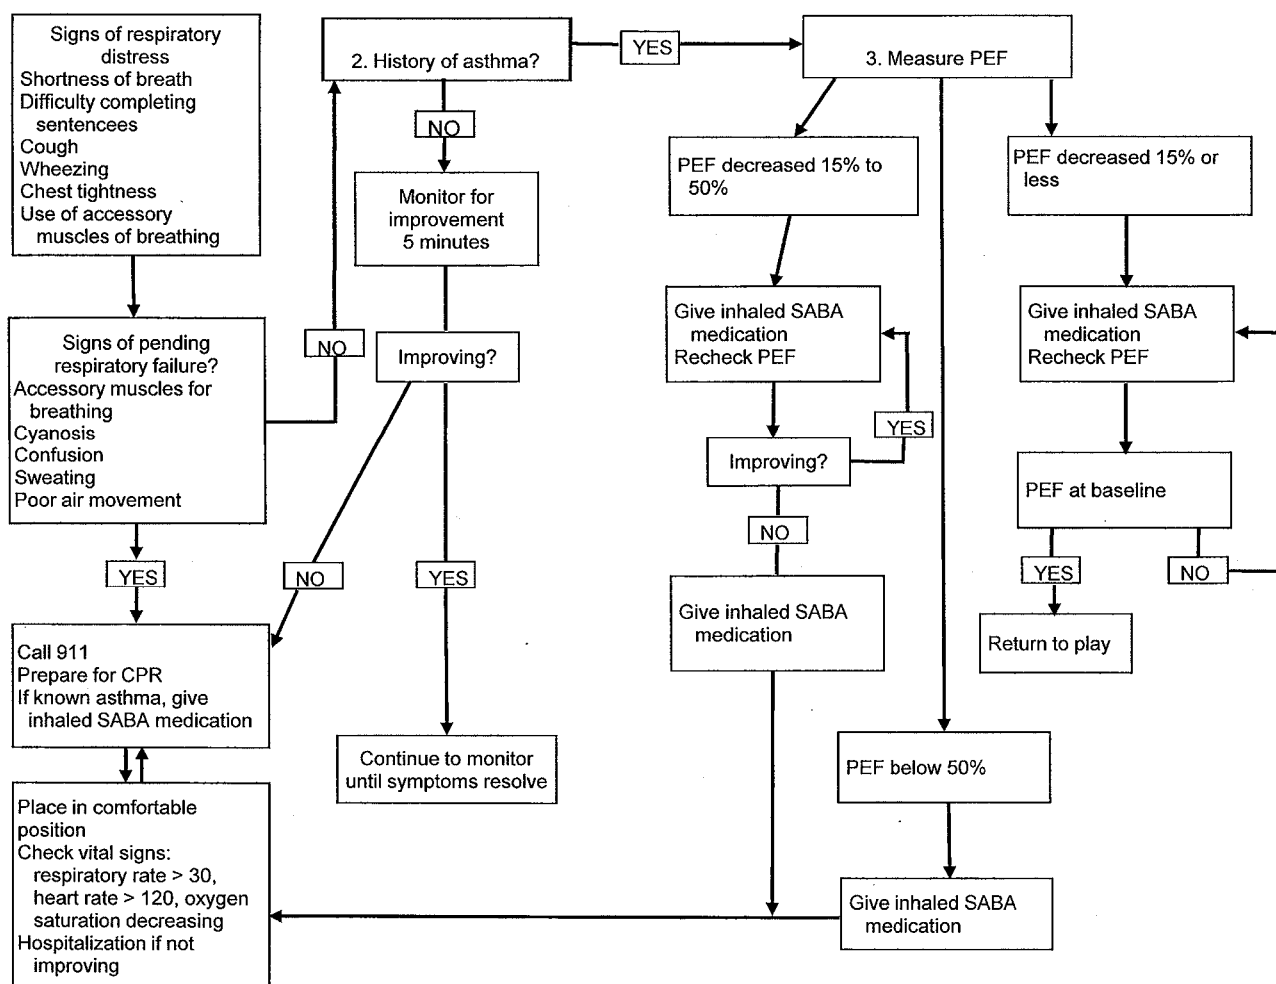 Signs of respiratory
distress
Shortness of breath
Difficulty completing
sentencees
Cough
Wheezing
Chest tightness
Use of accessory
muscles of breathing
Signs of pending
respiratory failure?
Accessory muscles for
breathing
Cyanosis
Confusion
Sweating
Poor air movement
NO
YES
Call 911
Prepare for CPR
If known asthma, give
inhaled SABA medication
Place in comfortable
position
Check vital signs:
respiratory rate > 30,
heart rate > 120, oxygen
saturation decreasing
Hospitalization if not
improving
2. History of asthma?
YES
NO
Monitor for
improvement
5 minutes
Improving?
NO
YES
Continue to monitor
until symptoms resolve
3. Measure PEF
PEF decreased 15% to
50%
Give inhaled SABA
medication
Recheck PEF
Improving?
YES
NO
Give inhaled SABA
medication
PEF below 50%
Give inhaled SABA
medication
PEF decreased 15% or
less
Give inhaled SABA
medication
Recheck PEF
PEF at baseline
YES
NO
Return to play